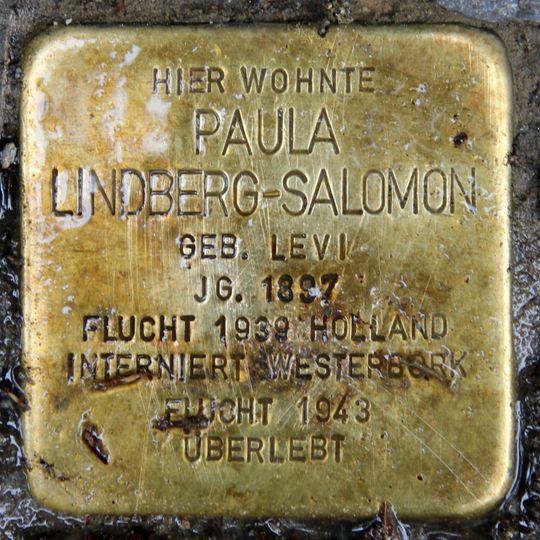 HIER WOHNTE
PAULA
LINDBERG-SALOMON
GEB. LEVI
JG. 1897
FLUCHT 1939 HOLLAND
INTERNIERT WESTERBORK
FLUCHT 1943
ÜBERLEBT